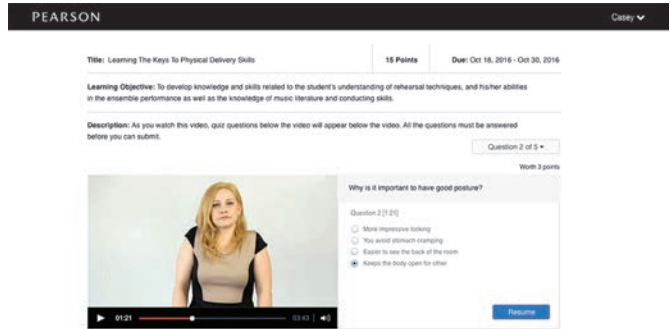 PEARSON
Casey
Title: Learning The Keys To Physical Delivery Skills
15 Points
Due: Oct 18, 2016 - Oct 30, 2016
Learning Objective: To develop knowledge and skills related to the student's understanding of rehearsal techniques, and his/her abilities
in the ensemble performance as well as the knowledge of music literature and conducting skills.
Description: As you watch this video, quiz questions below the video will appear below the video. All the questions must be answered
before you can submit.
Question 2 of 5
Worth 3 points
Why is it important to have good posture?
Question 2 [1:21]
More impressive looking
You avoid stomach cramping
Easier to see the back of the room
Keeps the body open for other
01:21
03:43
Resume